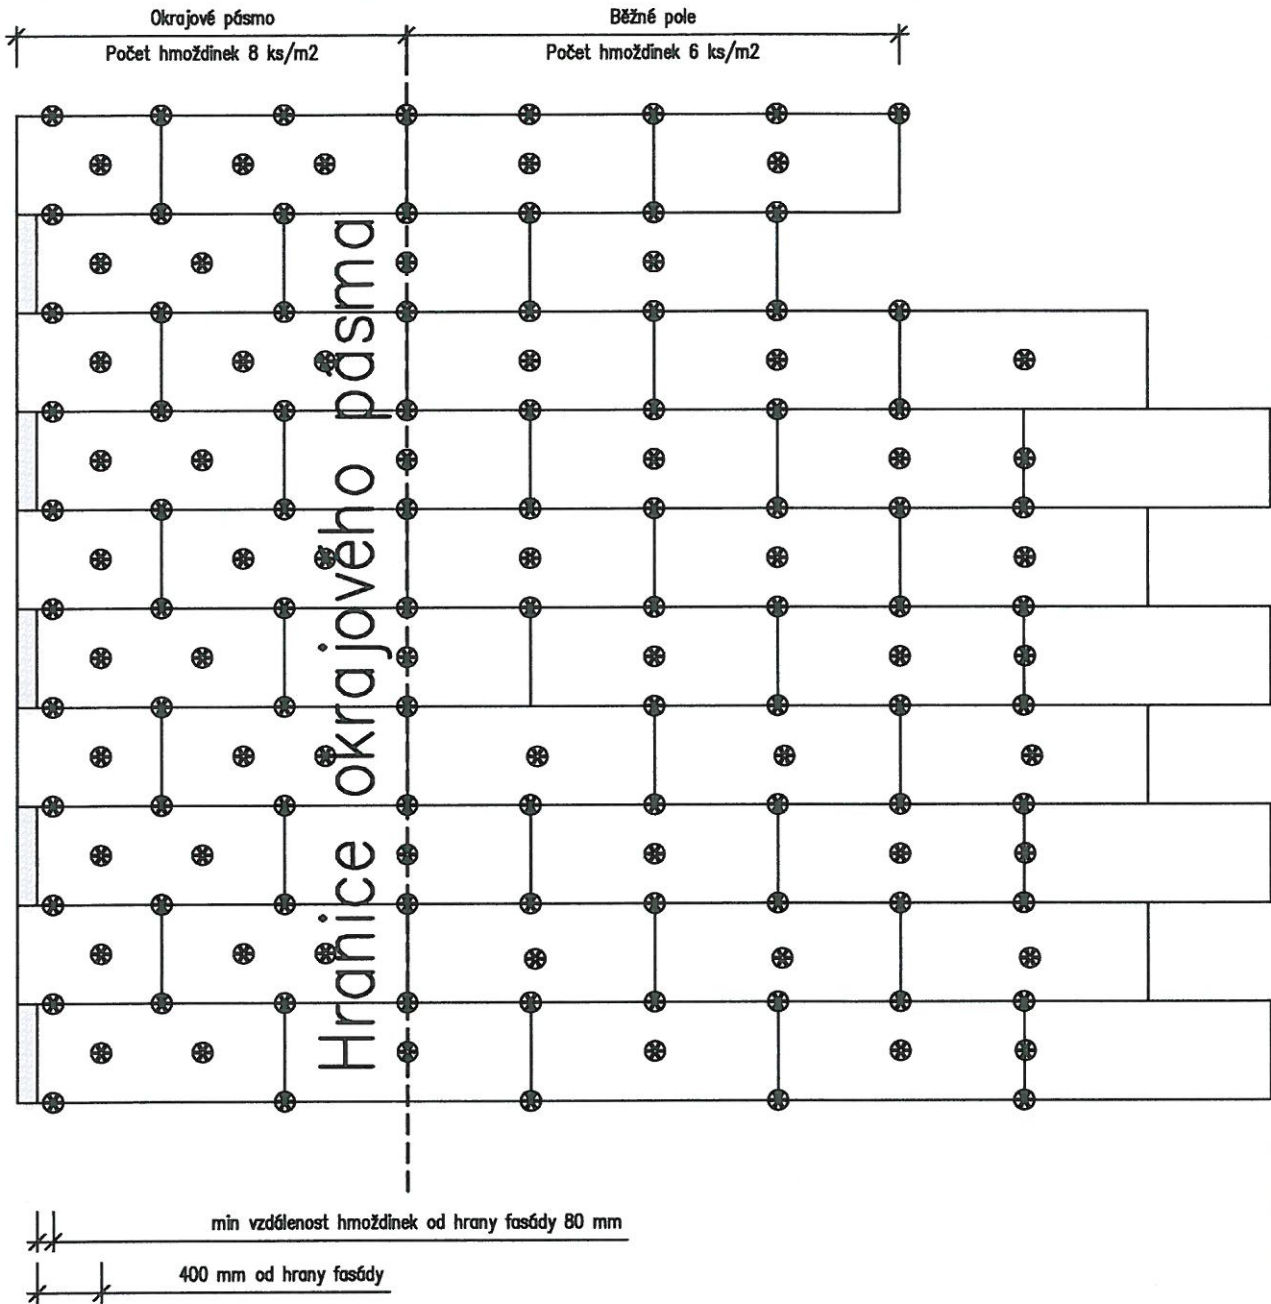 Okrajové pásmo
Běžné pole
Počet hmoždinek 8 ks/m2
Počet hmoždinek 6 ks/m2
Hranice okrajového pásma
min vzdálenost hmoždinek od hrany fasády 80 mm
400 mm od hrany fasády